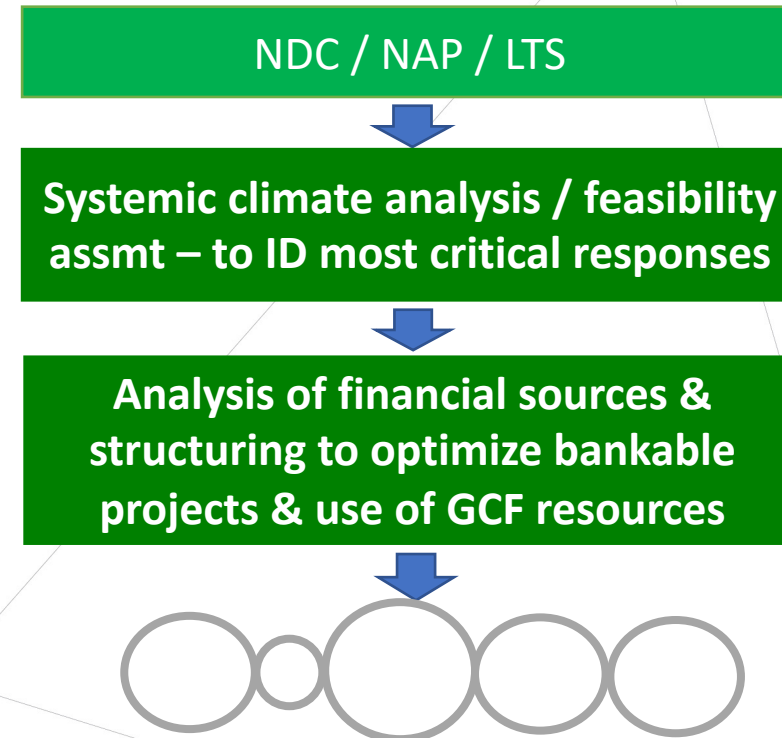 NDC / NAP / LTS
Systemic climate analysis / feasibility
assmt – to ID most critical responses
Analysis of financial sources &
structuring to optimize bankable
projects & use of GCF resources